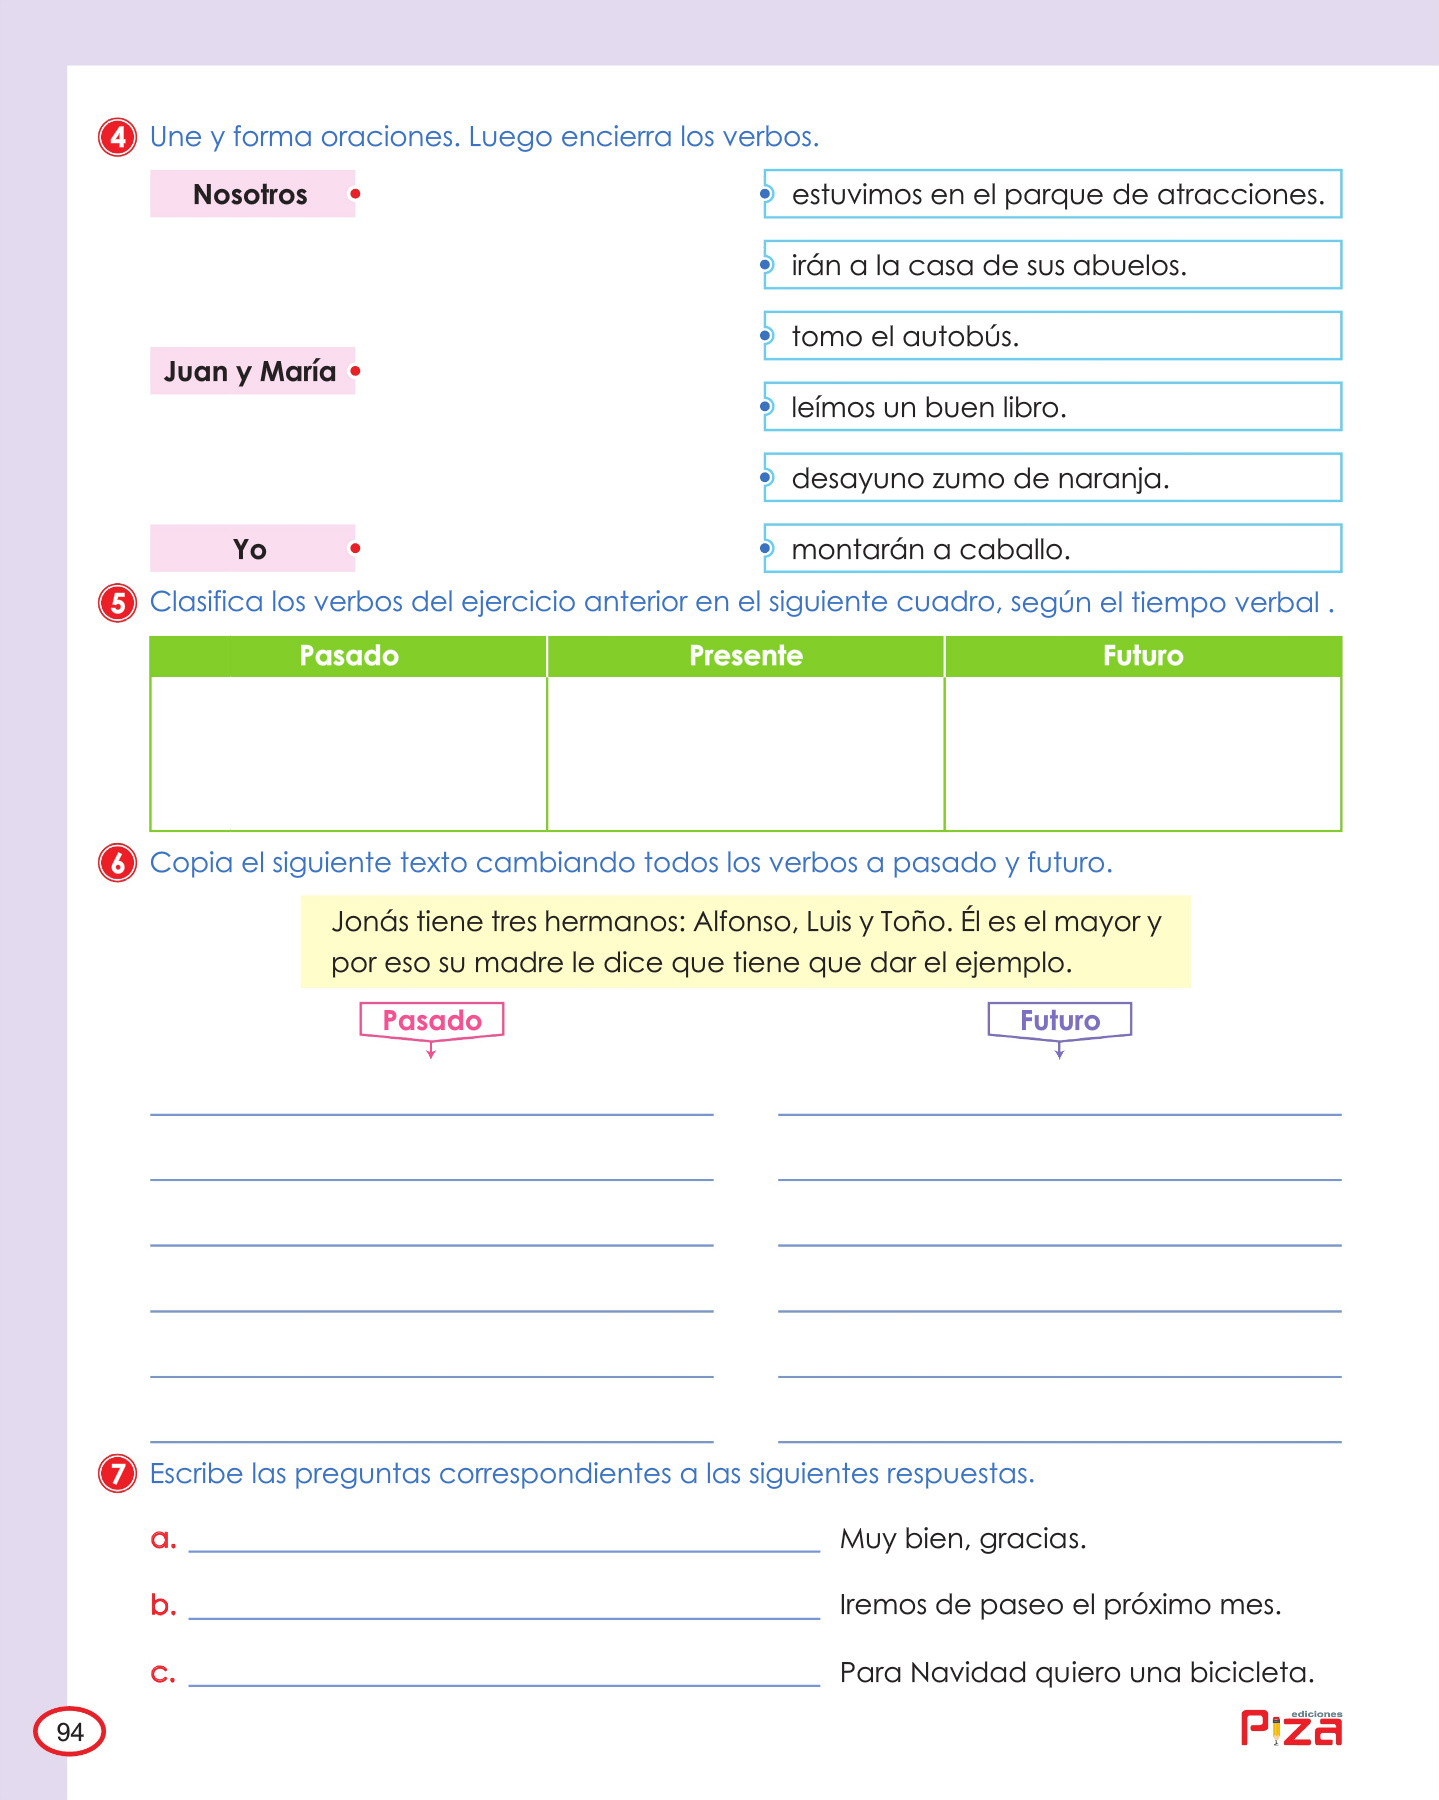 4 Une y forma oraciones. Luego encierra los verbos.
Nosotros
Juan y María
Yo
estuvimos en el parque de atracciones.
irán a la casa de sus abuelos.
tomo el autobús.
leímos un buen libro.
desayuno zumo de naranja.
montarán a caballo.
5 Clasifica los verbos del ejercicio anterior en el siguiente cuadro, según el tiempo verbal .
Pasado Presente Futuro
6 Copia el siguiente texto cambiando todos los verbos a pasado y futuro.
Jonás tiene tres hermanos: Alfonso, Luis y Toño. Él es el mayor y
por eso su madre le dice que tiene que dar el ejemplo.
Pasado Futuro
7 Escribe las preguntas correspondientes a las siguientes respuestas.
a. Muy bien, gracias.
b. Iremos de paseo el próximo mes.
c. Para Navidad quiero una bicicleta.
94
ediciones
Piza